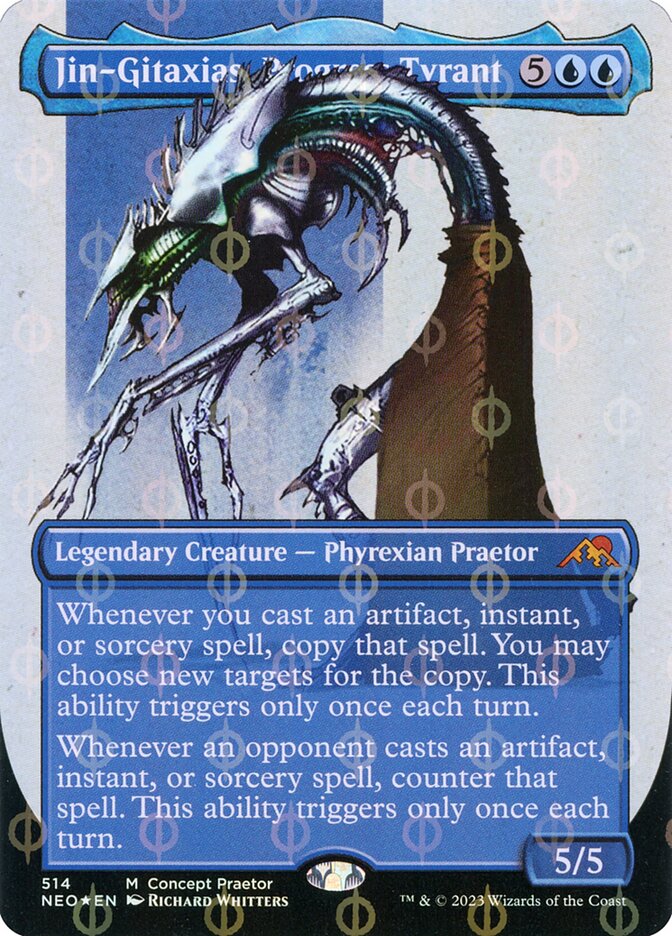 Jin-Gitaxias, Progress Tyrant 5
Legendary Creature — Phyrexian Praetor
Whenever you cast an artifact, instant,
or sorcery spell, copy that spell. You may
choose new targets for the copy. This
ability triggers only once each turn.
Whenever an opponent casts an artifact,
instant, or sorcery spell, counter that
spell. This ability triggers only once each
turn.
5/5
514 M Concept Praetor
NEO★EN Richard Whitters
™ & © 2023 Wizards of the Coast